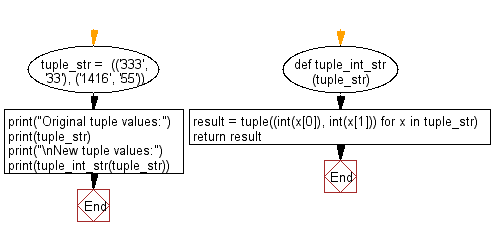 tuple_str =  (('333',
'33'), ('1416', '55'))
print("Original tuple values:")
print(tuple_str)
print("\nNew tuple values:")
print(tuple_int_str(tuple_str))
End
def tuple_int_str
(tuple_str)
result = tuple((int(x[0]), int(x[1])) for x in tuple_str)
return result
End